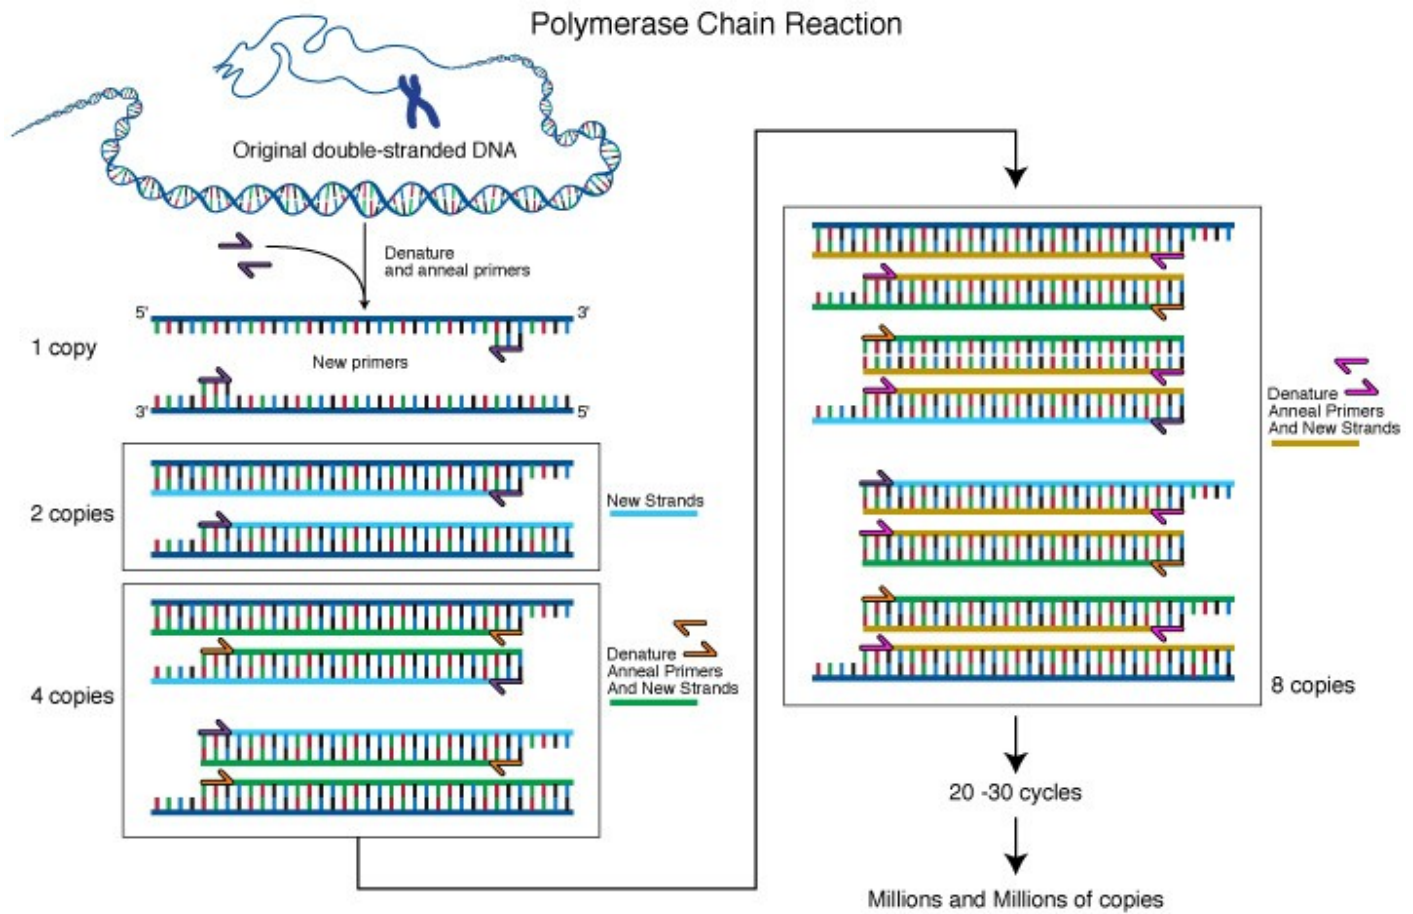 Polymerase Chain Reaction
Original double-stranded DNA
Denature
and anneal primers
5'
3'
1 copy
New primers
3'
5'
2 copies
New Strands
4 copies
Denature
Anneal Primers
And New Strands
Denature
Anneal Primers
And New Strands
8 copies
20 -30 cycles
Millions and Millions of copies